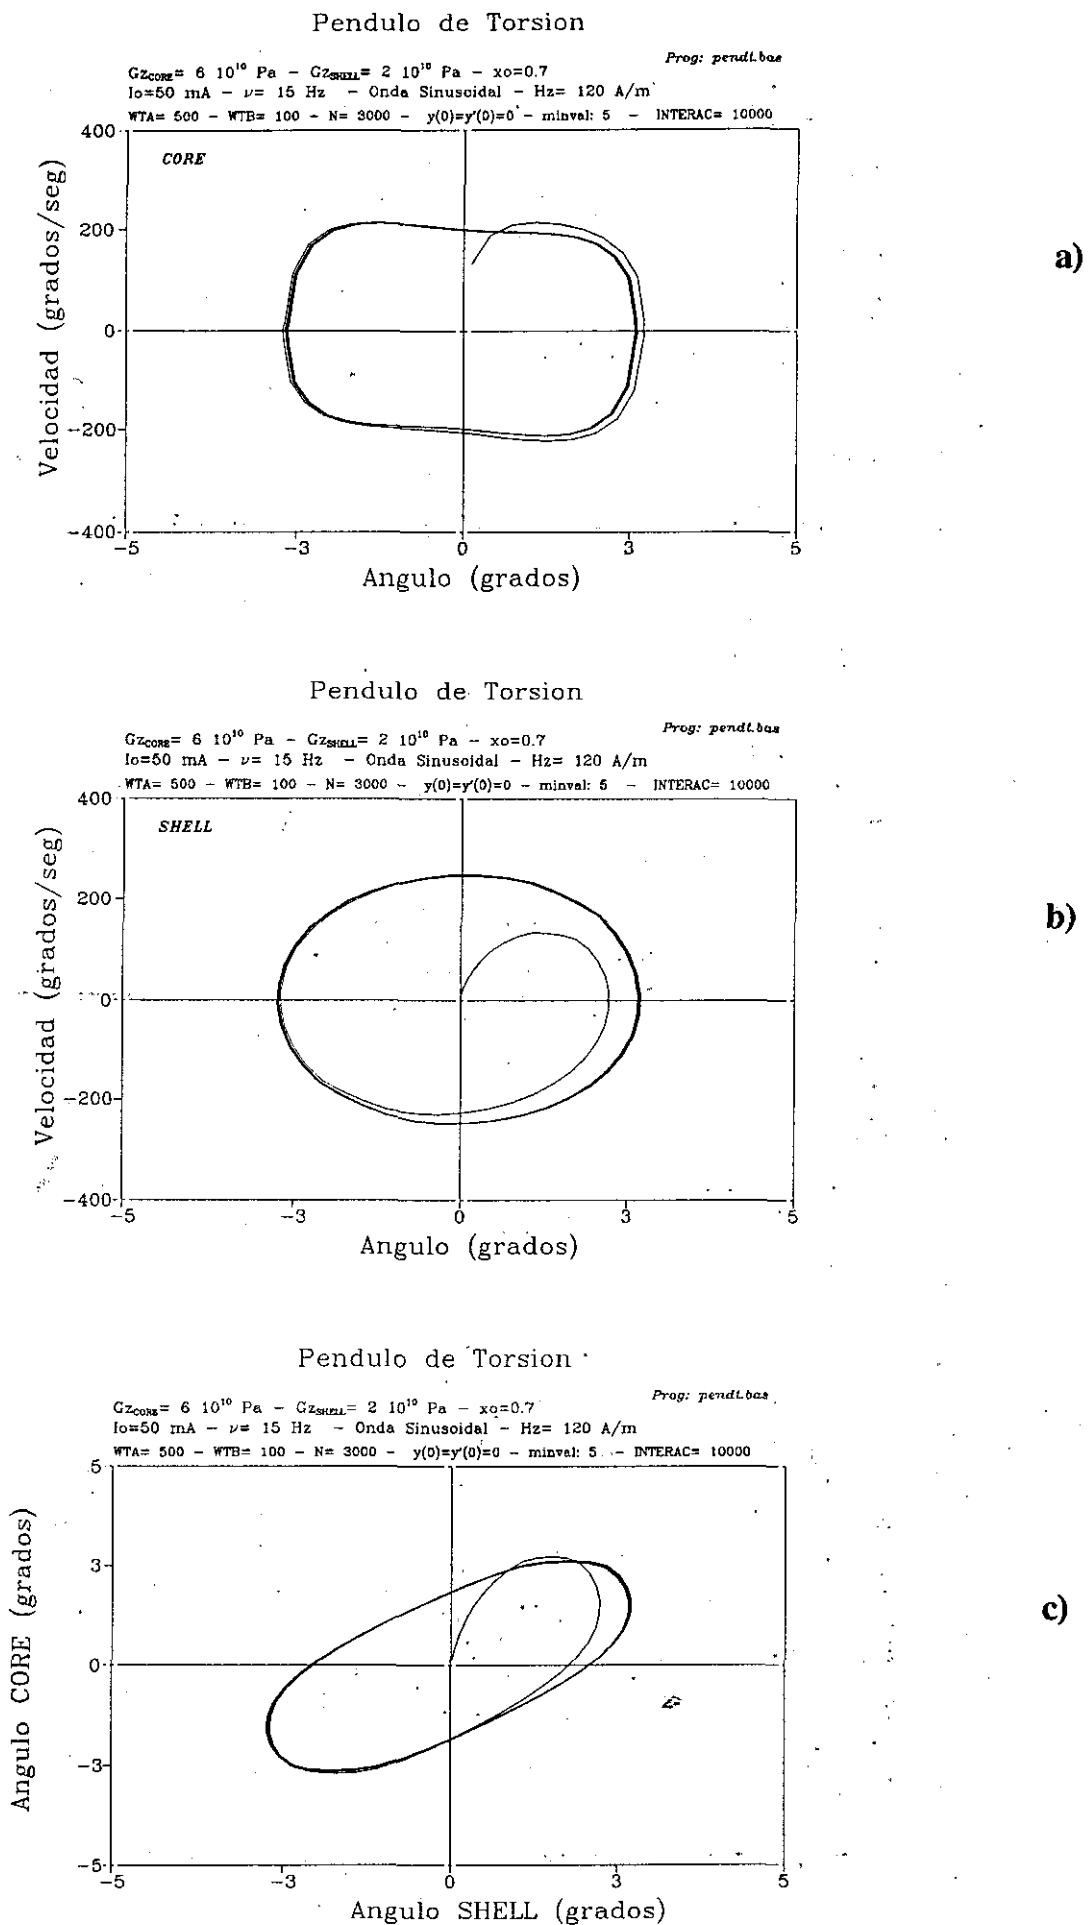 Pendulo de Torsion
Prog: pendt.bas
Gz_CORE= 6 10^10 Pa - Gz_SHELL= 2 10^10 Pa - xo=0.7
Io=50 mA - ν= 15 Hz - Onda Sinusoidal - Hz= 120 A/m
WTA= 500 - WTB= 100 - N= 3000 - y(0)=y'(0)=0 - minval: 5 - INTERAC= 10000
400
CORE
200
0
-200
-400
Velocidad (grados/seg)
-5 -3 0 3 5
Angulo (grados)
a)
Pendulo de Torsion
Prog: pendt.bas
Gz_CORE= 6 10^10 Pa - Gz_SHELL= 2 10^10 Pa - xo=0.7
Io=50 mA - ν= 15 Hz - Onda Sinusoidal - Hz= 120 A/m
WTA= 500 - WTB= 100 - N= 3000 - y(0)=y'(0)=0 - minval: 5 - INTERAC= 10000
400
SHELL
200
0
-200
-400
Velocidad (grados/seg)
-5 -3 0 3 5
Angulo (grados)
b)
Pendulo de Torsion
Prog: pendt.bas
Gz_CORE= 6 10^10 Pa - Gz_SHELL= 2 10^10 Pa - xo=0.7
Io=50 mA - ν= 15 Hz - Onda Sinusoidal - Hz= 120 A/m
WTA= 500 - WTB= 100 - N= 3000 - y(0)=y'(0)=0 - minval: 5 - INTERAC= 10000
5
3
0
-3
-5
Angulo CORE (grados)
-5 -3 0 3 5
Angulo SHELL (grados)
c)